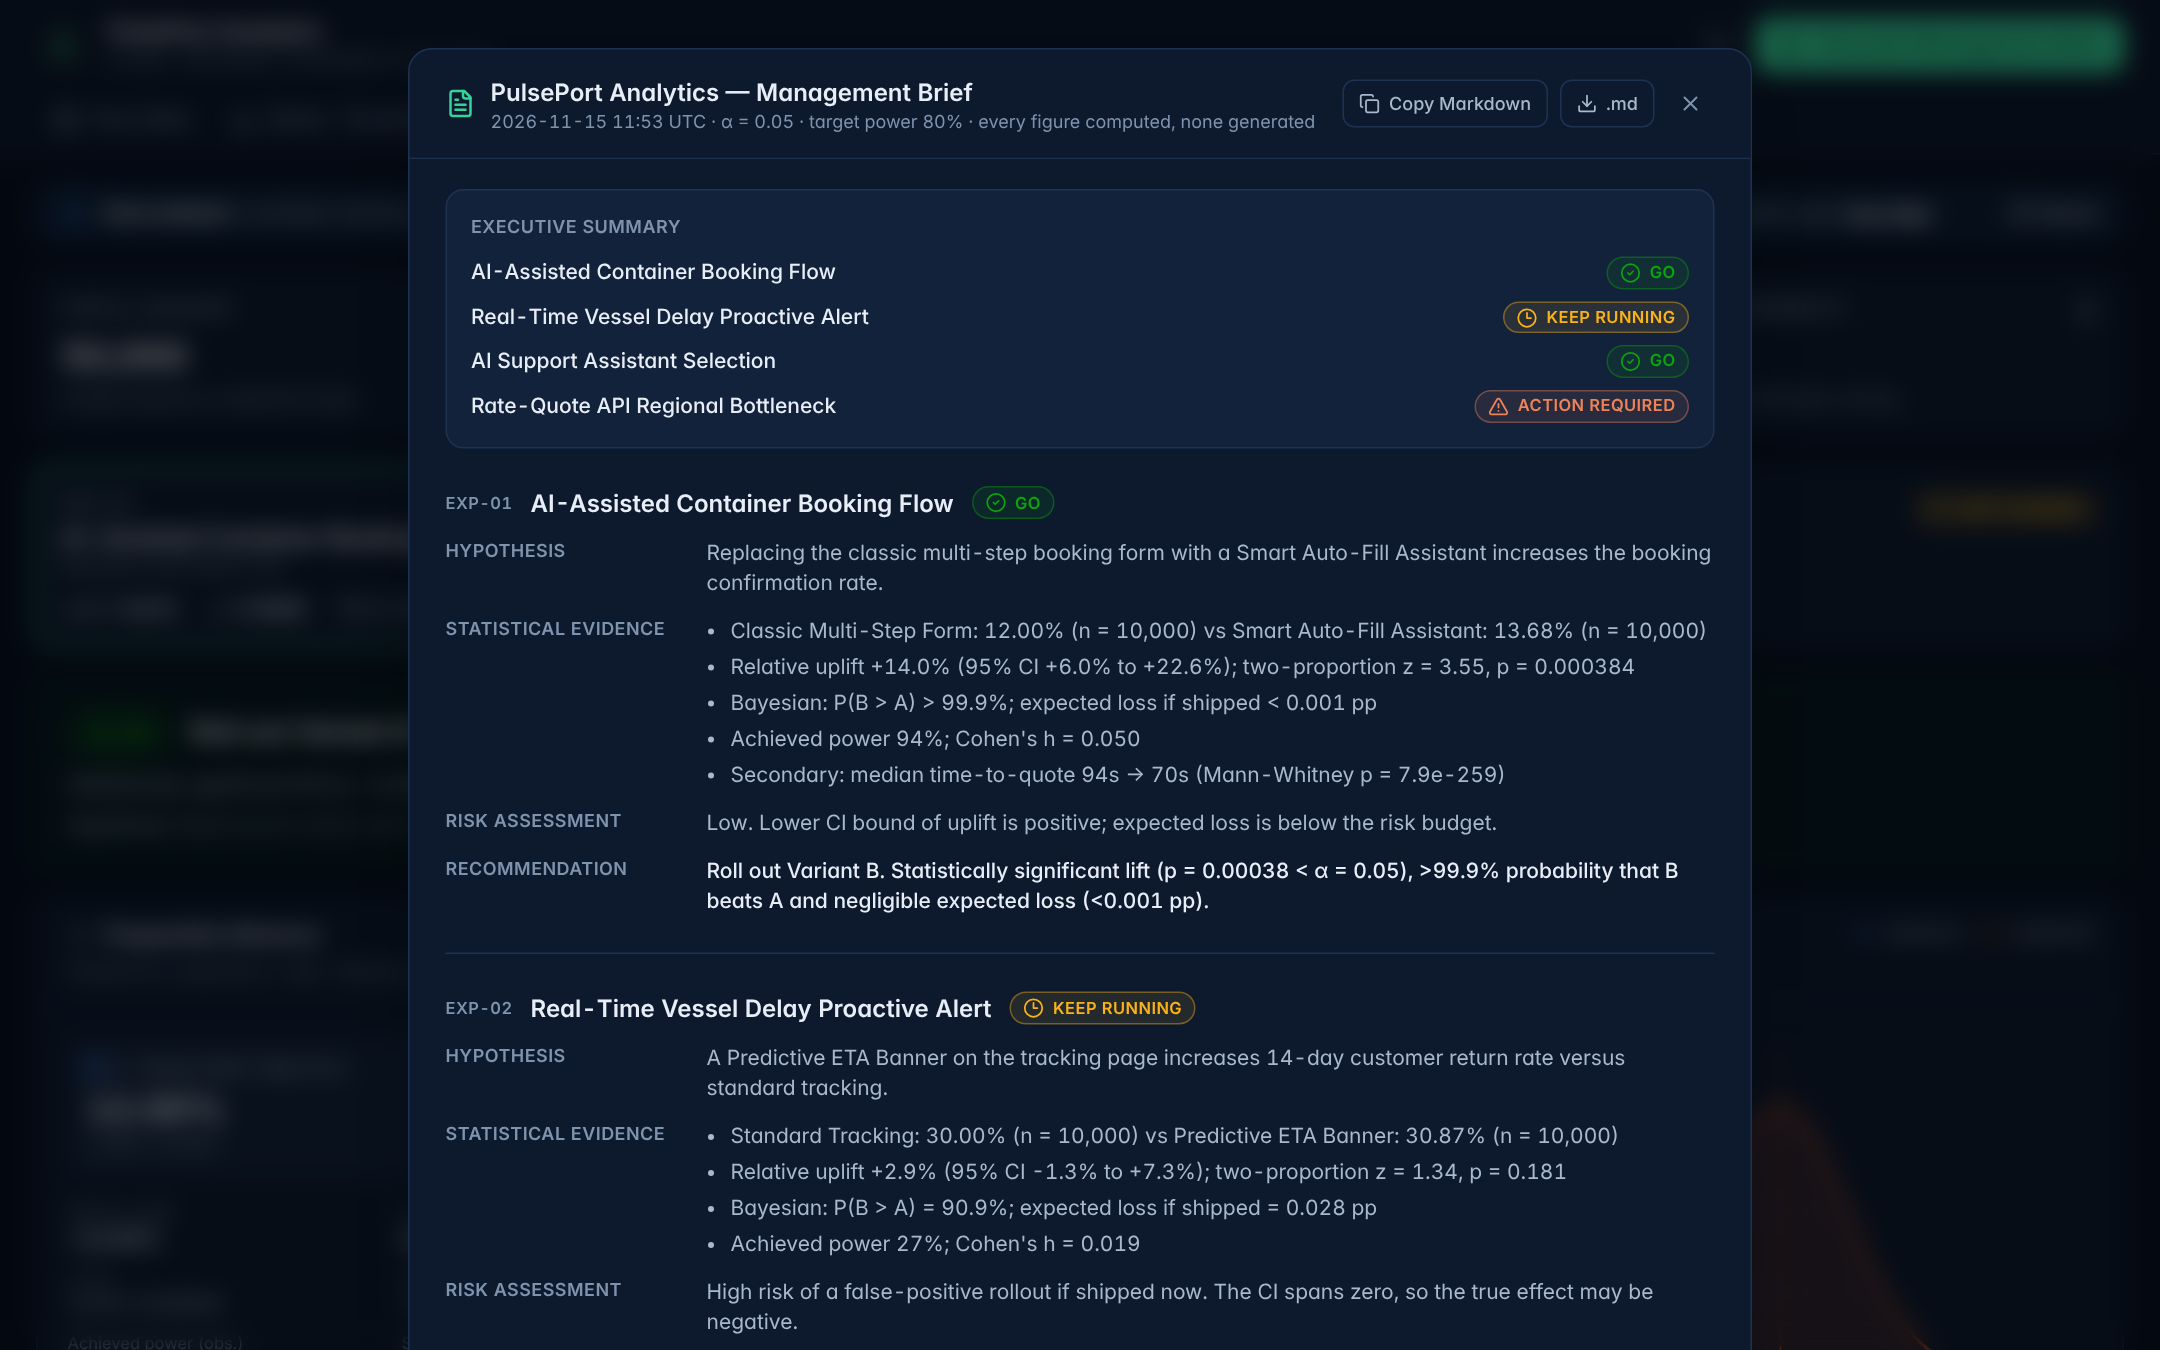 PulsePort Analytics — Management Brief
2026-11-15 11:53 UTC · α = 0.05 · target power 80% · every figure computed, none generated
Copy Markdown
.md
EXECUTIVE SUMMARY
AI-Assisted Container Booking Flow
GO
Real-Time Vessel Delay Proactive Alert
KEEP RUNNING
AI Support Assistant Selection
GO
Rate-Quote API Regional Bottleneck
ACTION REQUIRED
EXP-01 AI-Assisted Container Booking Flow GO
HYPOTHESIS
Replacing the classic multi-step booking form with a Smart Auto-Fill Assistant increases the booking
confirmation rate.
STATISTICAL EVIDENCE
• Classic Multi-Step Form: 12.00% (n = 10,000) vs Smart Auto-Fill Assistant: 13.68% (n = 10,000)
• Relative uplift +14.0% (95% CI +6.0% to +22.6%); two-proportion z = 3.55, p = 0.000384
• Bayesian: P(B > A) > 99.9%; expected loss if shipped < 0.001 pp
• Achieved power 94%; Cohen's h = 0.050
• Secondary: median time-to-quote 94s → 70s (Mann-Whitney p = 7.9e-259)
RISK ASSESSMENT
Low. Lower CI bound of uplift is positive; expected loss is below the risk budget.
RECOMMENDATION
Roll out Variant B. Statistically significant lift (p = 0.00038 < α = 0.05), >99.9% probability that B
beats A and negligible expected loss (<0.001 pp).
EXP-02 Real-Time Vessel Delay Proactive Alert KEEP RUNNING
HYPOTHESIS
A Predictive ETA Banner on the tracking page increases 14-day customer return rate versus
standard tracking.
STATISTICAL EVIDENCE
• Standard Tracking: 30.00% (n = 10,000) vs Predictive ETA Banner: 30.87% (n = 10,000)
• Relative uplift +2.9% (95% CI -1.3% to +7.3%); two-proportion z = 1.34, p = 0.181
• Bayesian: P(B > A) = 90.9%; expected loss if shipped = 0.028 pp
• Achieved power 27%; Cohen's h = 0.019
RISK ASSESSMENT
High risk of a false-positive rollout if shipped now. The CI spans zero, so the true effect may be
negative.
Achieved power (obs.)